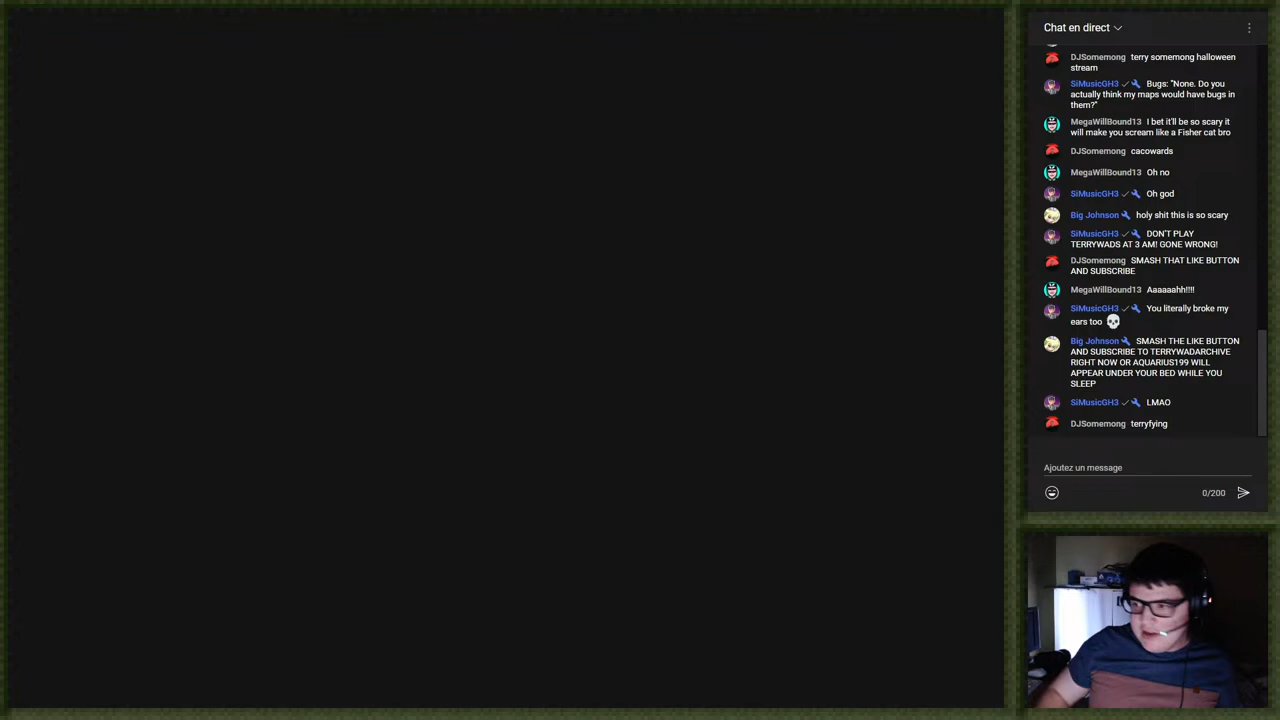 Chat en direct
DJSomemong terry somemong halloween
stream
SiMusicGH3 Bugs: "None. Do you
actually think my maps would have bugs in
them?"
MegaWillBound13 I bet it'll be so scary it
will make you scream like a Fisher cat bro
DJSomemong cacowards
MegaWillBound13 Oh no
SiMusicGH3 Oh god
Big Johnson holy shit this is so scary
SiMusicGH3 DON'T PLAY
TERRYWADS AT 3 AM! GONE WRONG!
DJSomemong SMASH THAT LIKE BUTTON
AND SUBSCRIBE
MegaWillBound13 Aaaaaahh!!!!
SiMusicGH3 You literally broke my
ears too
Big Johnson SMASH THE LIKE BUTTON
AND SUBSCRIBE TO TERRYWADARCHIVE
RIGHT NOW OR AQUARIUS199 WILL
APPEAR UNDER YOUR BED WHILE YOU
SLEEP
SiMusicGH3 LMAO
DJSomemong terryfying
Ajoutez un message
0/200